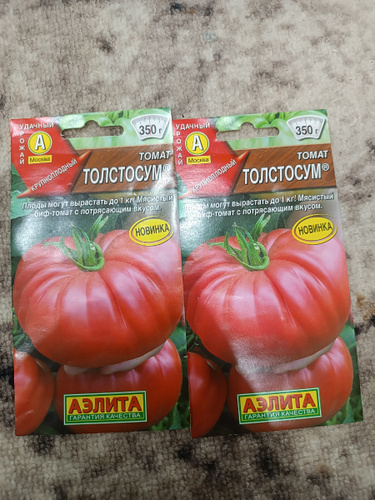 УДАЧНЫЙ
УРОЖАЙ
А
Москва
350 г
КРУПНОПЛОДНЫЙ
ТОМАТ
ТОЛСТОСУМ®
Плоды могут вырастать до 1 кг! Мясистый
биф-томат с потрясающим вкусом.
НОВИНКА
АЭЛИТА
ГАРАНТИЯ КАЧЕСТВА
УДАЧНЫЙ
УРОЖАЙ
А
Москва
350 г
КРУПНОПЛОДНЫЙ
ТОМАТ
ТОЛСТОСУМ®
Плоды могут вырастать до 1 кг! Мясистый
биф-томат с потрясающим вкусом.
НОВИНКА
АЭЛИТА
ГАРАНТИЯ КАЧЕСТВА